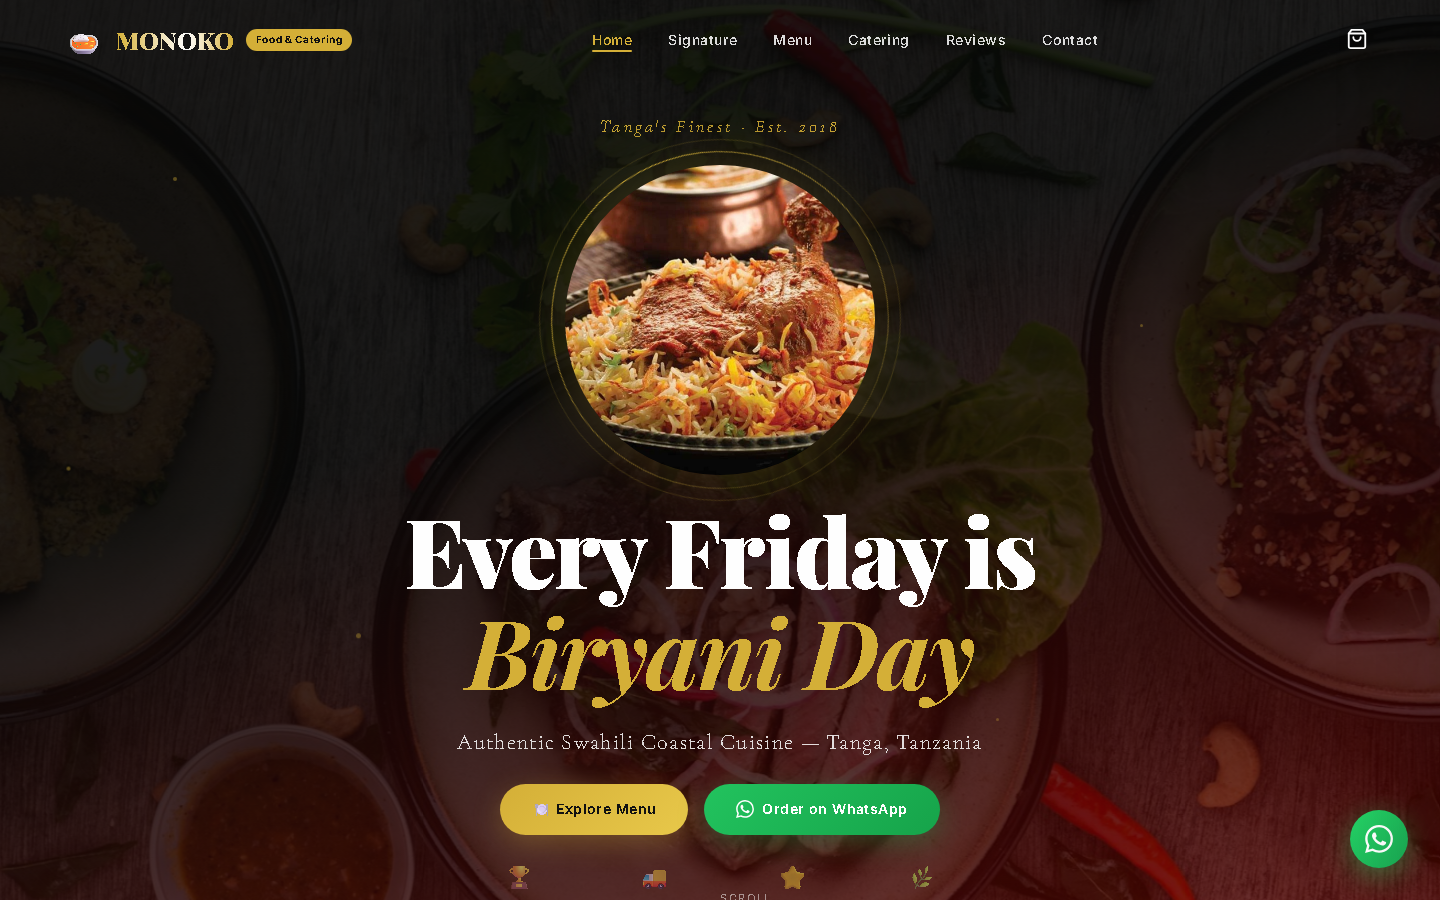 MONOKO
Food & Catering
Home
Signature
Menu
Catering
Reviews
Contact
Tanga's Finest · Est. 2018
Every Friday is
Biryani Day
Authentic Swahili Coastal Cuisine — Tanga, Tanzania
Explore Menu
Order on WhatsApp
SCROLL